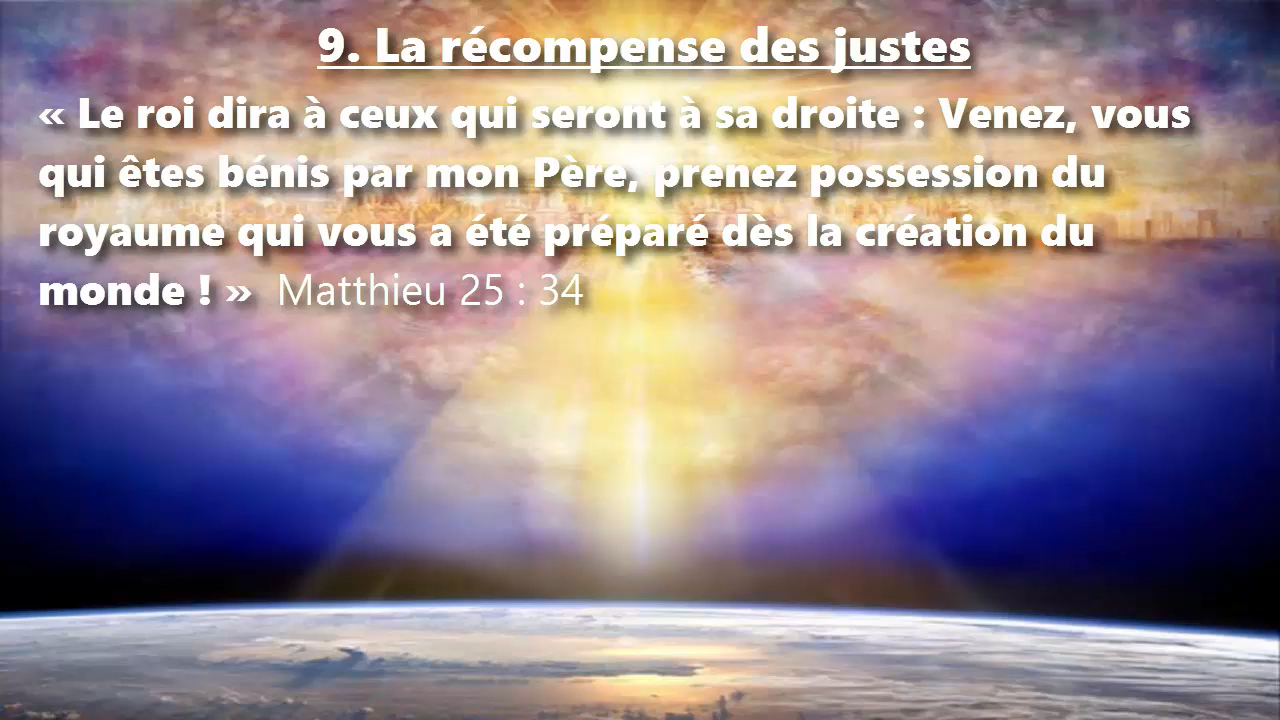 9. La récompense des justes
« Le roi dira à ceux qui seront à sa droite : Venez, vous
qui êtes bénis par mon Père, prenez possession du
royaume qui vous a été préparé dès la création du
monde ! »  Matthieu 25 : 34